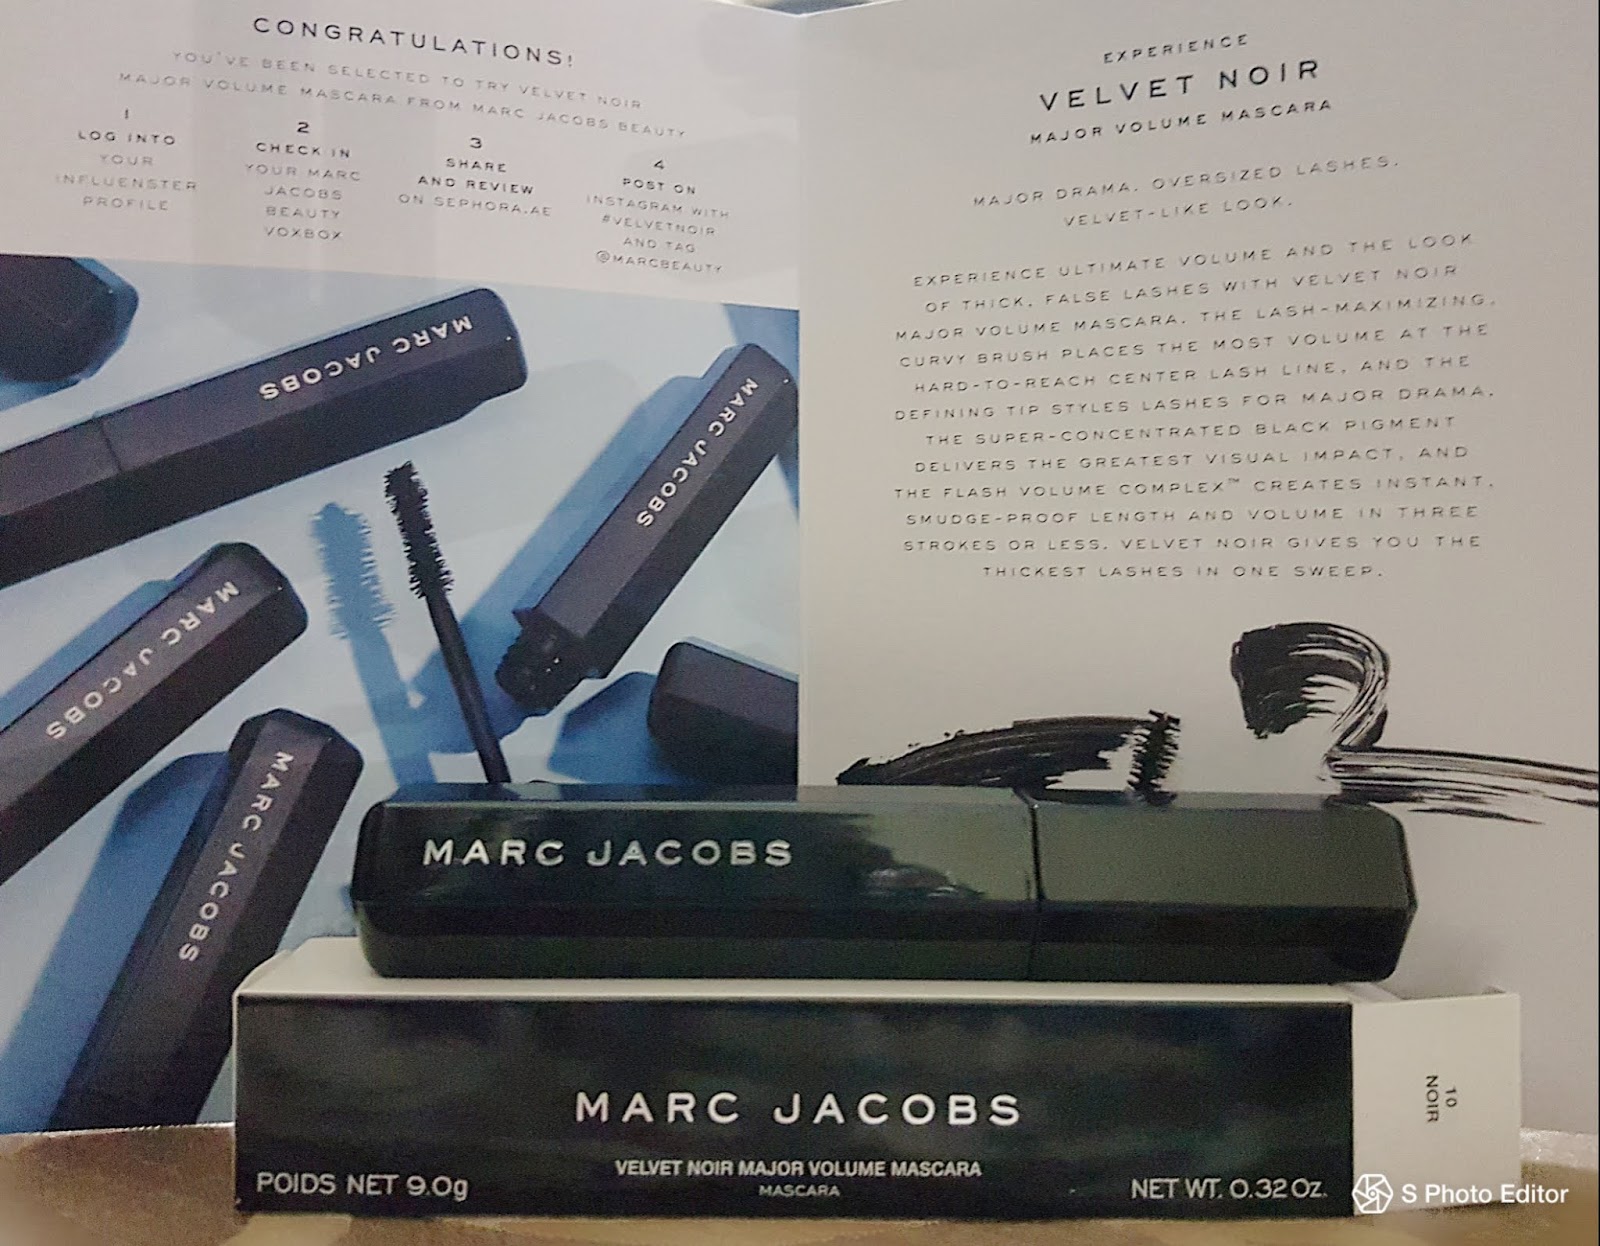 CONGRATULATIONS!
YOU'VE BEEN SELECTED TO TRY VELVET NOIR
MAJOR VOLUME MASCARA FROM MARC JACOBS BEAUTY
1
LOG INTO
YOUR
INFLUENSTER
PROFILE
2
CHECK IN
YOUR MARC
JACOBS
BEAUTY
VOXBOX
3
SHARE
AND REVIEW
ON SEPHORA.AE
4
POST ON
INSTAGRAM WITH
#VELVETNOIR
AND TAG
@MARCBEAUTY
MARC JACOBS
MARC JACOBS
MARC JACOBS
MARC JACOBS
EXPERIENCE
VELVET NOIR
MAJOR VOLUME MASCARA
MAJOR DRAMA. OVERSIZED LASHES.
VELVET-LIKE LOOK.
EXPERIENCE ULTIMATE VOLUME AND THE LOOK
OF THICK, FALSE LASHES WITH VELVET NOIR
MAJOR VOLUME MASCARA. THE LASH-MAXIMIZING,
CURVY BRUSH PLACES THE MOST VOLUME AT THE
HARD-TO-REACH CENTER LASH LINE, AND THE
DEFINING TIP STYLES LASHES FOR MAJOR DRAMA.
THE SUPER-CONCENTRATED BLACK PIGMENT
DELIVERS THE GREATEST VISUAL IMPACT, AND
THE FLASH VOLUME COMPLEX™ CREATES INSTANT,
SMUDGE-PROOF LENGTH AND VOLUME IN THREE
STROKES OR LESS. VELVET NOIR GIVES YOU THE
THICKEST LASHES IN ONE SWEEP.
MARC JACOBS
MARC JACOBS
VELVET NOIR MAJOR VOLUME MASCARA
MASCARA
POIDS NET 9.0g
NET WT. 0.32 Oz.
10
NOIR
S Photo Editor